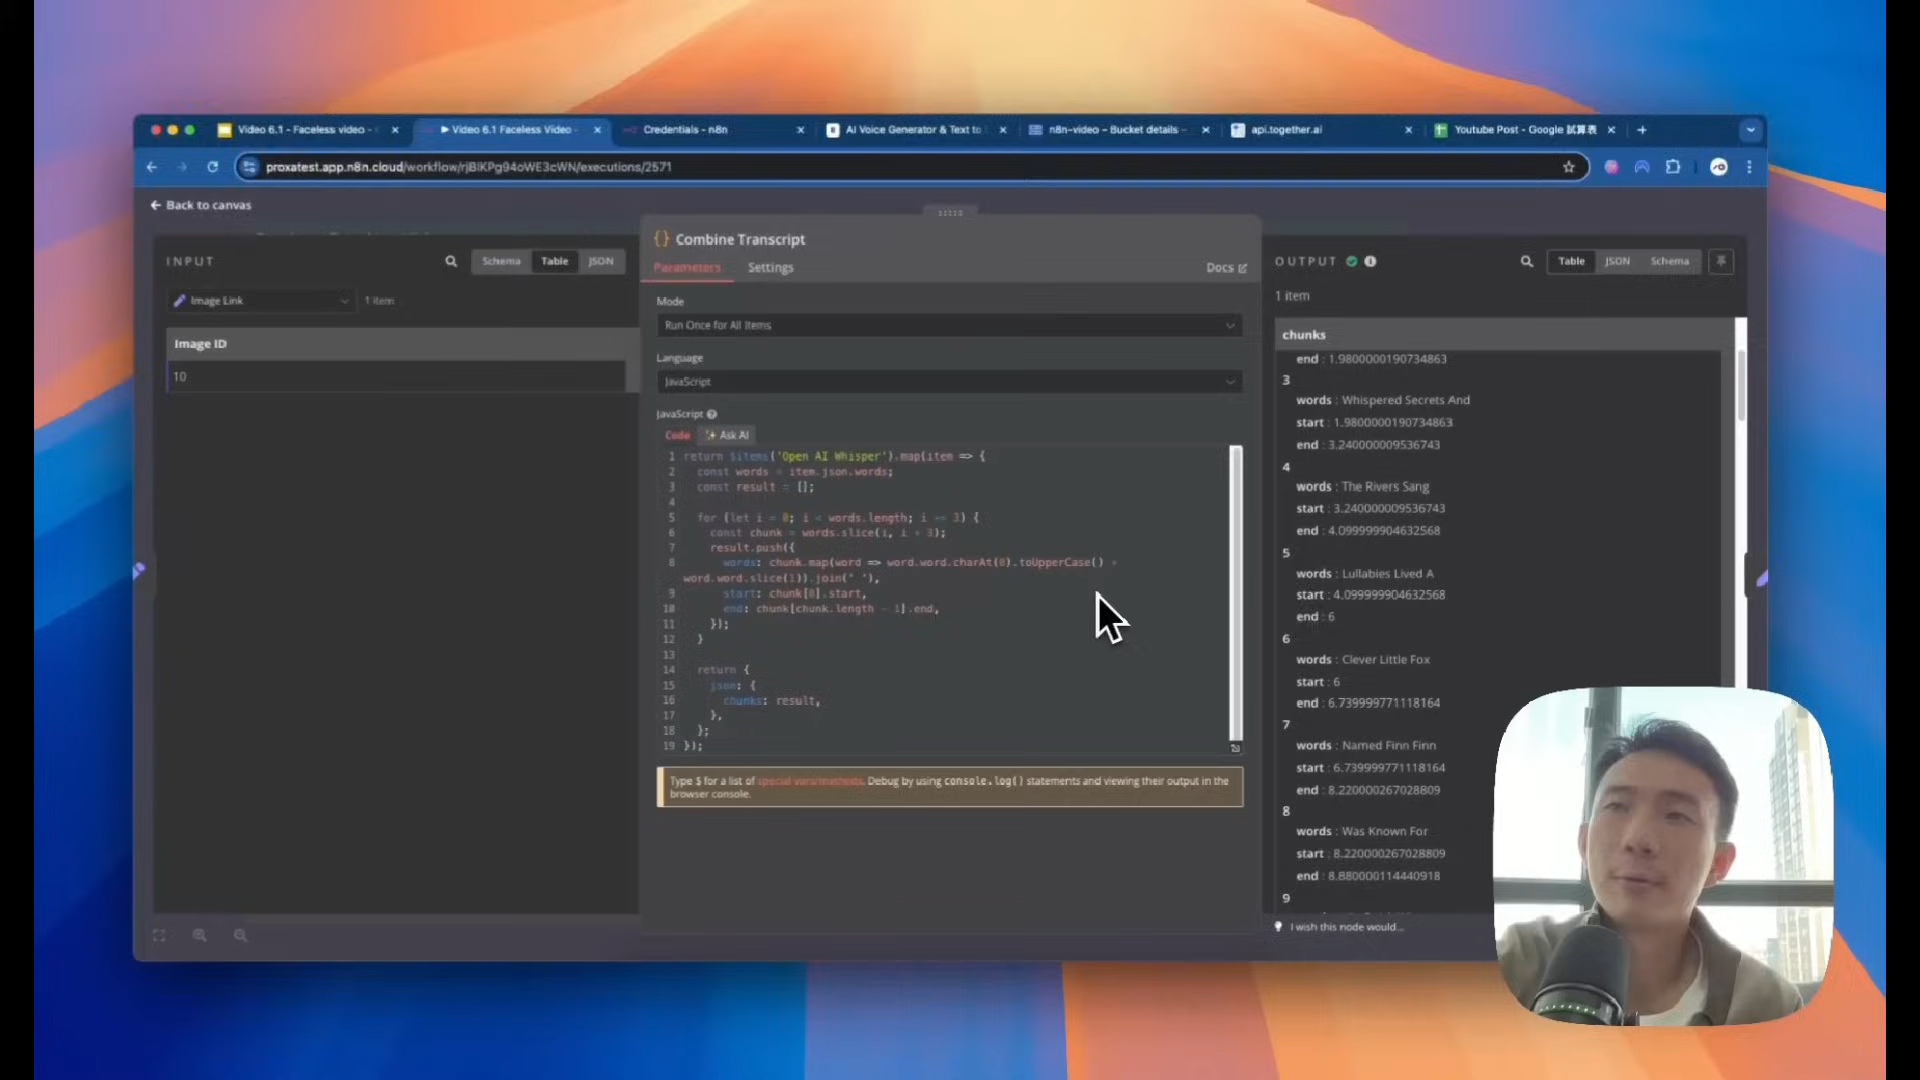 Video 6.1 - Faceless video -
Video 6.1 Faceless Video -
Credentials - n8n
AI Voice Generator & Text to
n8n-video – Bucket details –
api.together.ai
Youtube Post - Google 試算表
proxatest.app.n8n.cloud/workflow/rjBlKPg94oWE3cWN/executions/2571
Back to canvas
INPUT
Schema
Table
JSON
Image Link
1 item
Image ID
10
{} Combine Transcript
Parameters
Settings
Docs
Mode
Run Once for All Items
Language
JavaScript
JavaScript
Code
Ask AI
1 return $items('Open AI Whisper').map(item => {
2 const words = item.json.words;
3 const result = [];
4
5 for (let i = 0; i < words.length; i += 3) {
6 const chunk = words.slice(i, i + 3);
7 result.push({
8 words: chunk.map(word => word.word.charAt(0).toUpperCase() +
word.word.slice(1)).join(" "),
9 start: chunk[0].start,
10 end: chunk[chunk.length - 1].end,
11 });
12 }
13
14 return {
15 json: {
16 chunks: result,
17 },
18 };
19 });
Type $ for a list of special vars/methods. Debug by using console.log() statements and viewing their output in the
browser console.
OUTPUT
Table
JSON
Schema
1 item
chunks
end : 1.9800000190734863
3
words : Whispered Secrets And
start : 1.9800000190734863
end : 3.240000009536743
4
words : The Rivers Sang
start : 3.240000009536743
end : 4.099999904632568
5
words : Lullabies Lived A
start : 4.099999904632568
end : 6
6
words : Clever Little Fox
start : 6
end : 6.739999771118164
7
words : Named Finn Finn
start : 6.739999771118164
end : 8.220000267028809
8
words : Was Known For
start : 8.220000267028809
end : 8.880000114440918
9
I wish this node would...